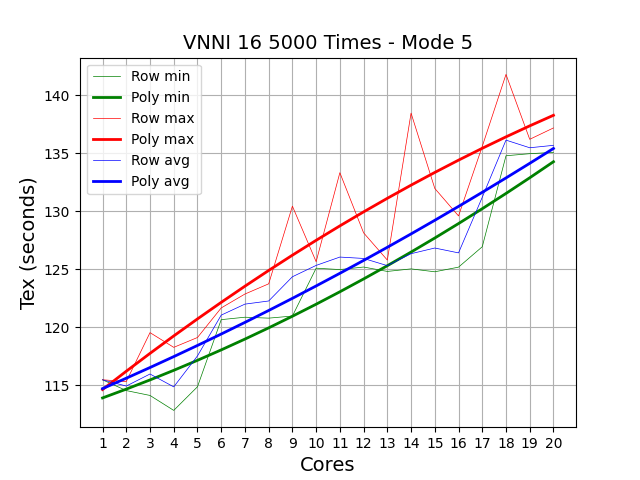 VNNI 16 5000 Times - Mode 5
Row min
Poly min
Row max
Poly max
Row avg
Poly avg
140
135
130
125
120
115
Tex (seconds)
1 2 3 4 5 6 7 8 9 10 11 12 13 14 15 16 17 18 19 20
Cores